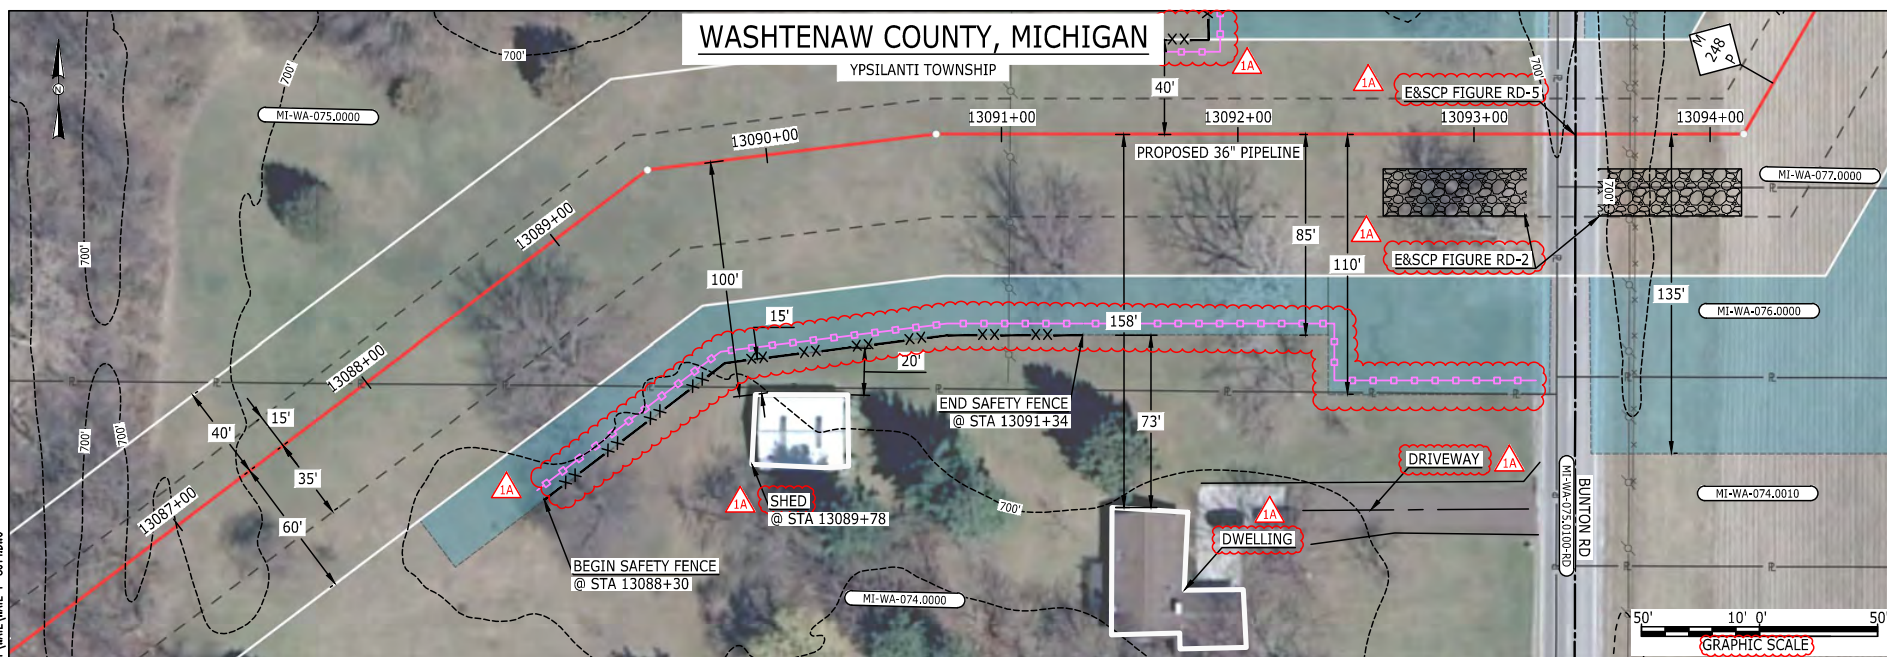 WASHTENAW COUNTY, MICHIGAN
YPSILANTI TOWNSHIP
700'
700'
700'
700'
1A
1A
40'
E&SCP FIGURE RD-5
M 248 P
MI-WA-075.0000
13090+00
13091+00
13092+00
13093+00
13094+00
PROPOSED 36" PIPELINE
MI-WA-077.0000
700'
13089+00
1A
85'
700'
E&SCP FIGURE RD-2
110'
100'
135'
MI-WA-076.0000
15'
158'
20'
13088+00
END SAFETY FENCE
@ STA 13091+34
73'
15'
40'
35'
700'
700'
DRIVEWAY
1A
1A
1A
SHED
@ STA 13089+78
700'
MI-WA-074.0010
13087+00
60'
1A
DWELLING
BUNTON RD
MI-WA-075.0100-RD
BEGIN SAFETY FENCE
@ STA 13088+30
MI-WA-074.0000
50'
10'
0'
50'
GRAPHIC SCALE